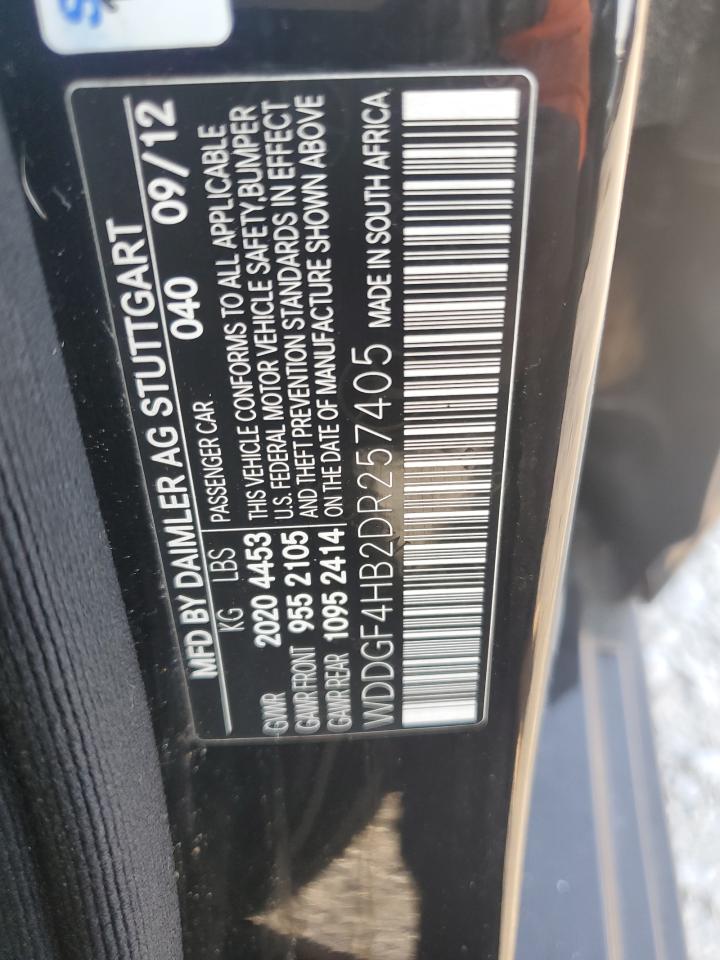 MFD BY DAIMLER AG STUTTGART
040 09/12
KG LBS PASSENGER CAR
GVWR 2020 4453 THIS VEHICLE CONFORMS TO ALL APPLICABLE
U.S. FEDERAL MOTOR VEHICLE SAFETY,BUMPER
GAWR FRONT 955 2105 AND THEFT PREVENTION STANDARDS IN EFFECT
GAWR REAR 1095 2414 ON THE DATE OF MANUFACTURE SHOWN ABOVE
WDDGF4HB2DR257405 MADE IN SOUTH AFRICA